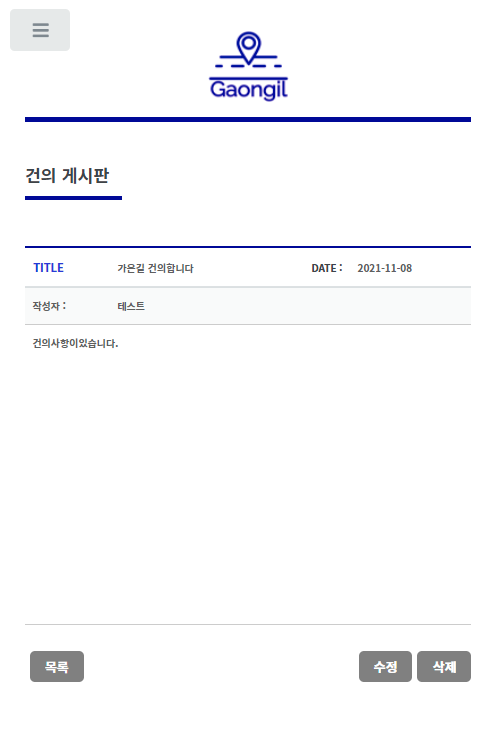 Gaongil
건의 게시판
TITLE 가은길 건의합니다 DATE : 2021-11-08
작성자 : 테스트
건의사항이있습니다.
목록 수정 삭제